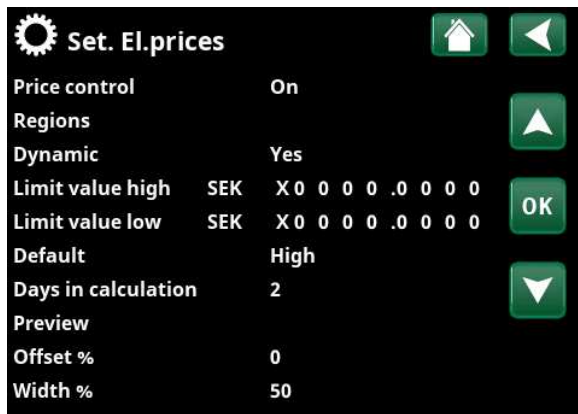 Set. El.prices
Price control On
Regions
Dynamic Yes
Limit value high SEK X 0 0 0 0 .0 0 0 0
Limit value low SEK X 0 0 0 0 .0 0 0 0
OK
Default High
Days in calculation 2
Preview
Offset % 0
Width % 50